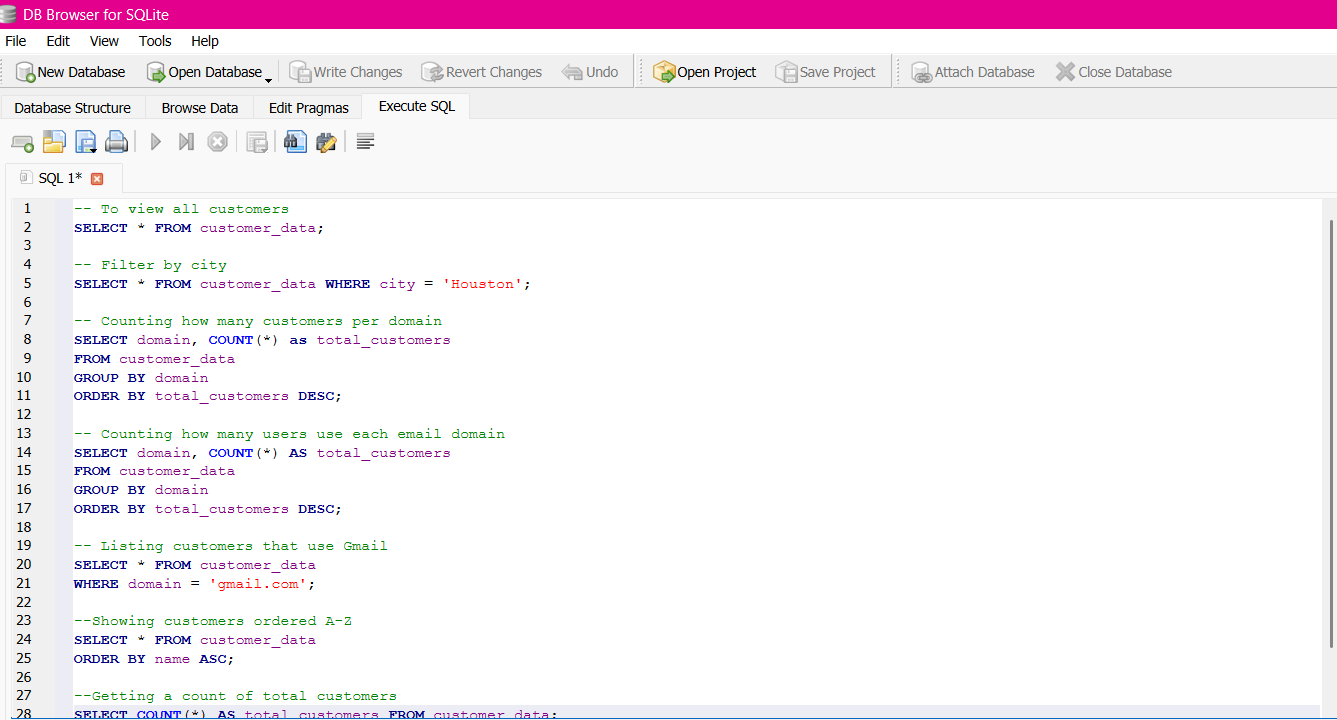 DB Browser for SQLite
File Edit View Tools Help
New Database Open Database Write Changes Revert Changes Undo Open Project Save Project Attach Database Close Database
Database Structure Browse Data Edit Pragmas Execute SQL
SQL 1*
1 -- To view all customers
2 SELECT * FROM customer_data;
3
4 -- Filter by city
5 SELECT * FROM customer_data WHERE city = 'Houston';
6
7 -- Counting how many customers per domain
8 SELECT domain, COUNT(*) as total_customers
9 FROM customer_data
10 GROUP BY domain
11 ORDER BY total_customers DESC;
12
13 -- Counting how many users use each email domain
14 SELECT domain, COUNT(*) AS total_customers
15 FROM customer_data
16 GROUP BY domain
17 ORDER BY total_customers DESC;
18
19 -- Listing customers that use Gmail
20 SELECT * FROM customer_data
21 WHERE domain = 'gmail.com';
22
23 --Showing customers ordered A-Z
24 SELECT * FROM customer_data
25 ORDER BY name ASC;
26
27 --Getting a count of total customers
28 SELECT COUNT(*) AS total_customers FROM customer_data;